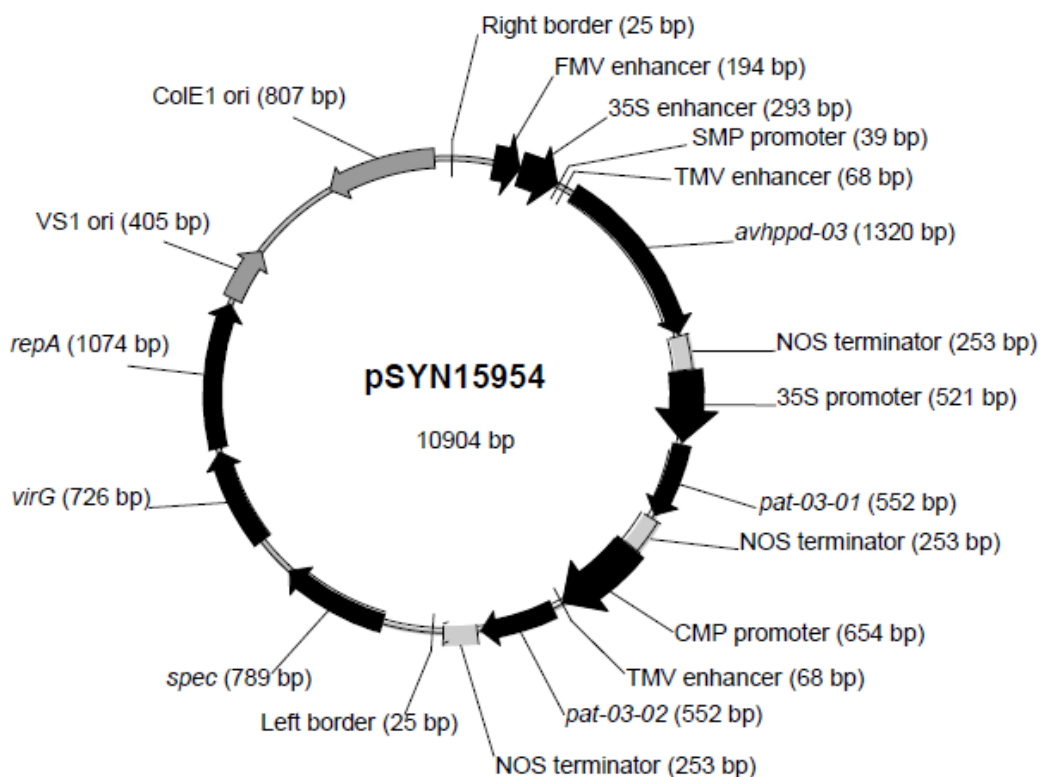 Right border (25 bp)
FMV enhancer (194 bp)
ColE1 ori (807 bp)
35S enhancer (293 bp)
SMP promoter (39 bp)
TMV enhancer (68 bp)
VS1 ori (405 bp)
avhppd-03 (1320 bp)
repA (1074 bp)
NOS terminator (253 bp)
pSYN15954
35S promoter (521 bp)
10904 bp
virG (726 bp)
pat-03-01 (552 bp)
NOS terminator (253 bp)
CMP promoter (654 bp)
spec (789 bp)
TMV enhancer (68 bp)
Left border (25 bp)
pat-03-02 (552 bp)
NOS terminator (253 bp)